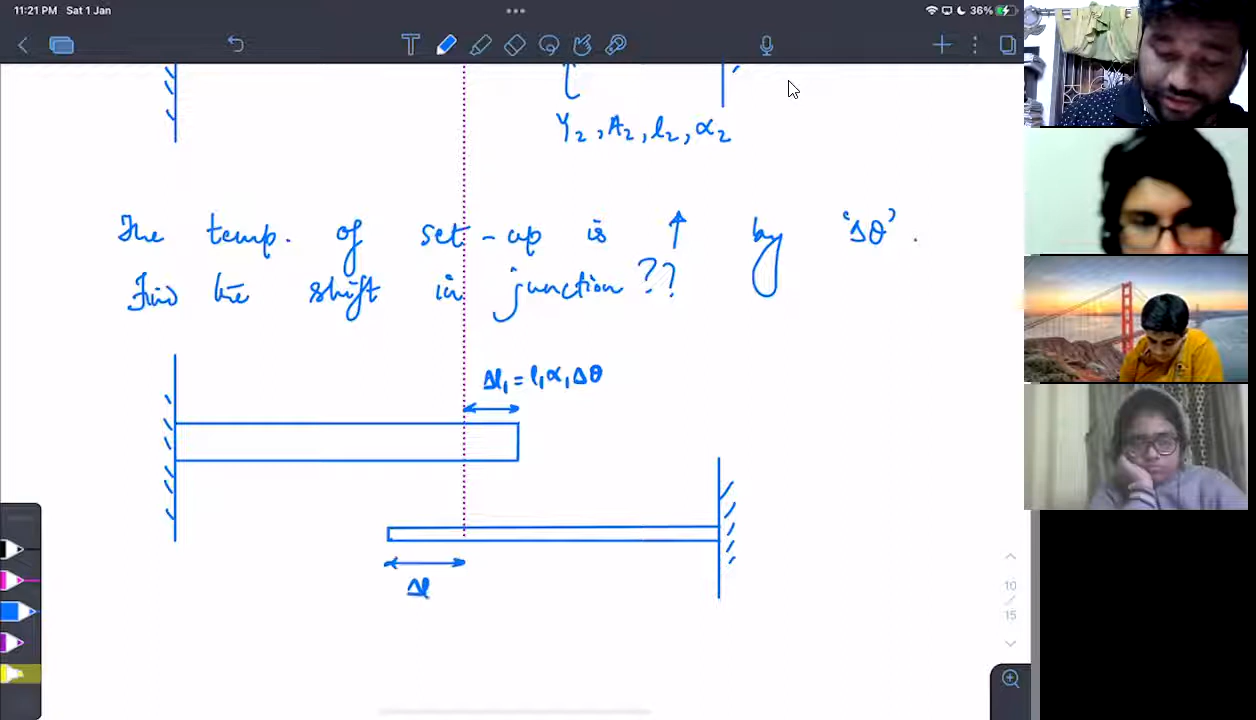 11:21 PM Sat 1 Jan
36%
Y₂ , A₂ , l₂ , α₂
The temp. of set-up is ↑ by 'Δθ'.
Find the shift in junction ??
Δl₁ = l₁α₁Δθ
Δl
10
15